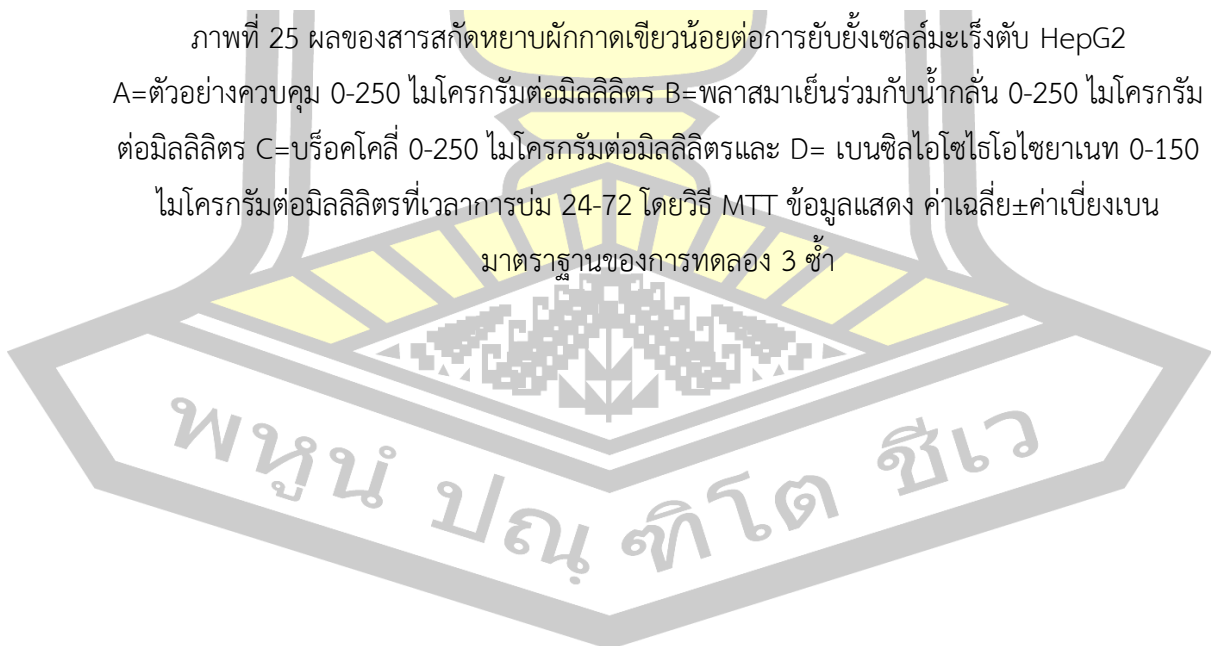 ภาพที่ 25 ผลของสารสกัดหยาบผักกาดเขียวน้อยต่อการยับยั้งเซลล์มะเร็งตับ HepG2
A=ตัวอย่างควบคุม 0-250 ไมโครกรัมต่อมิลลิลิตร B=พลาสมาเย็นร่วมกับน้ำกลั่น 0-250 ไมโครกรัม
ต่อมิลลิลิตร C=บร็อคโคลี่ 0-250 ไมโครกรัมต่อมิลลิลิตรและ D= เบนซิลไอโซไธโอไซยาเนท 0-150
ไมโครกรัมต่อมิลลิลิตรที่เวลาการบ่ม 24-72 โดยวิธี MTT ข้อมูลแสดง ค่าเฉลี่ย±ค่าเบี่ยงเบน
มาตราฐานของการทดลอง 3 ซ้ำ
พหูนํ ปณฺฑิโต ชีเว